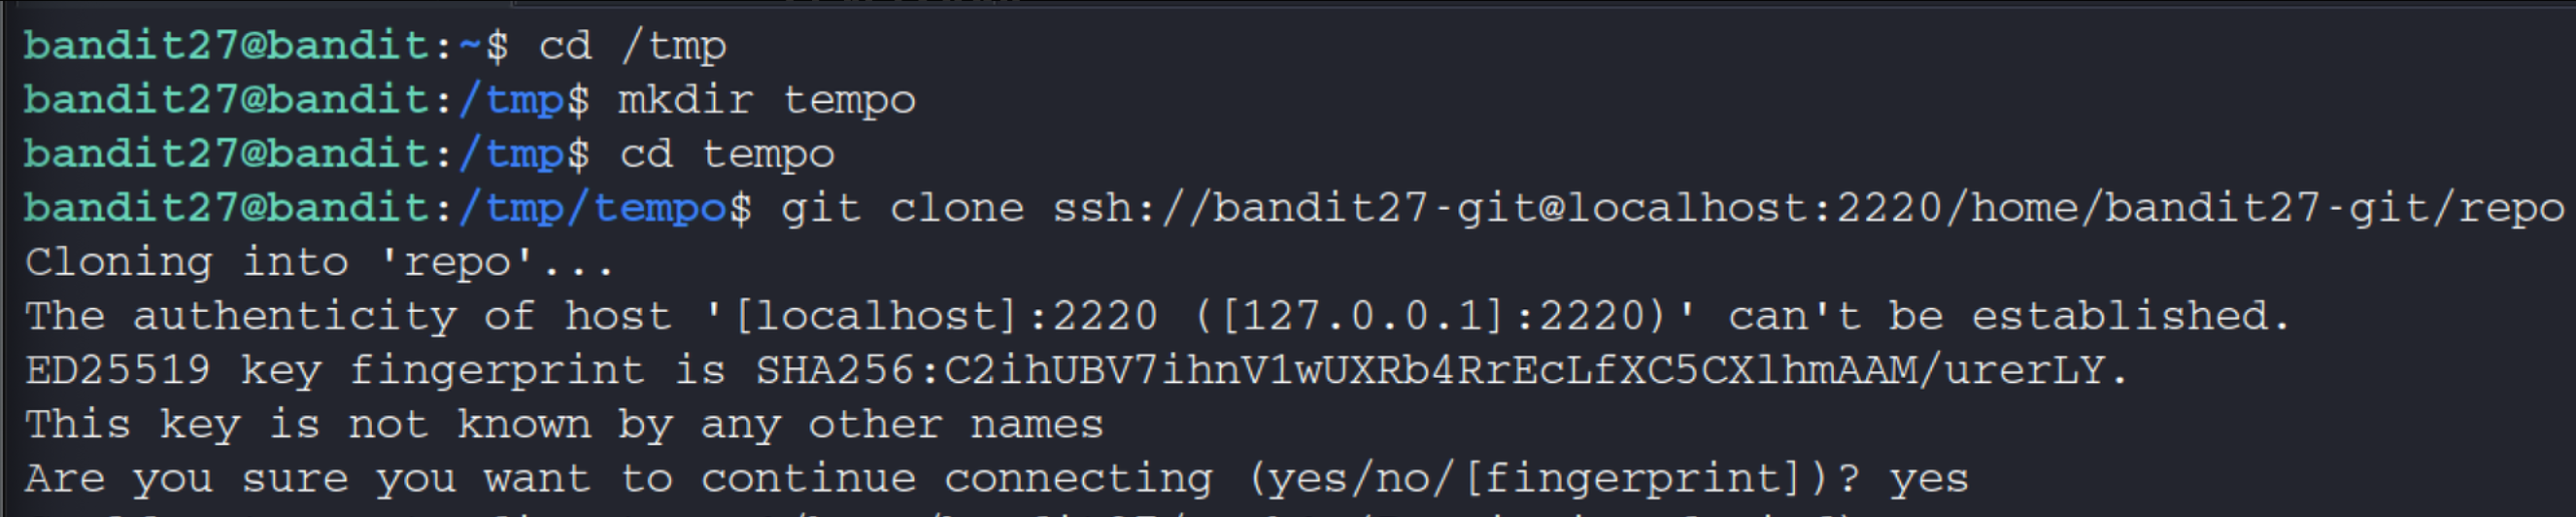 bandit27@bandit:~$ cd /tmp
bandit27@bandit:/tmp$ mkdir tempo
bandit27@bandit:/tmp$ cd tempo
bandit27@bandit:/tmp/tempo$ git clone ssh://bandit27-git@localhost:2220/home/bandit27-git/repo
Cloning into 'repo'...
The authenticity of host '[localhost]:2220 ([127.0.0.1]:2220)' can't be established.
ED25519 key fingerprint is SHA256:C2ihUBV7ihnV1wUXRb4RrEcLfXC5CXlhmAAM/urerLY.
This key is not known by any other names
Are you sure you want to continue connecting (yes/no/[fingerprint])? yes